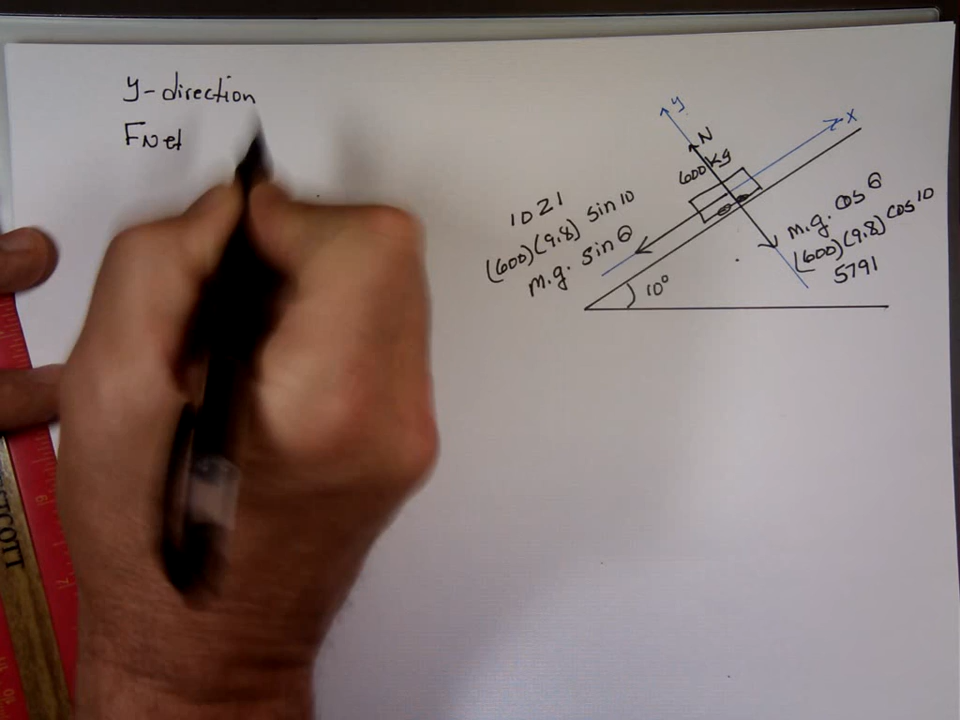 y-direction
FNet
y
x
N
600 kg
1021
(600)(9.8) sin 10
m.g. sin θ
m.g. cos θ
(600)(9.8) cos 10
5791
10°